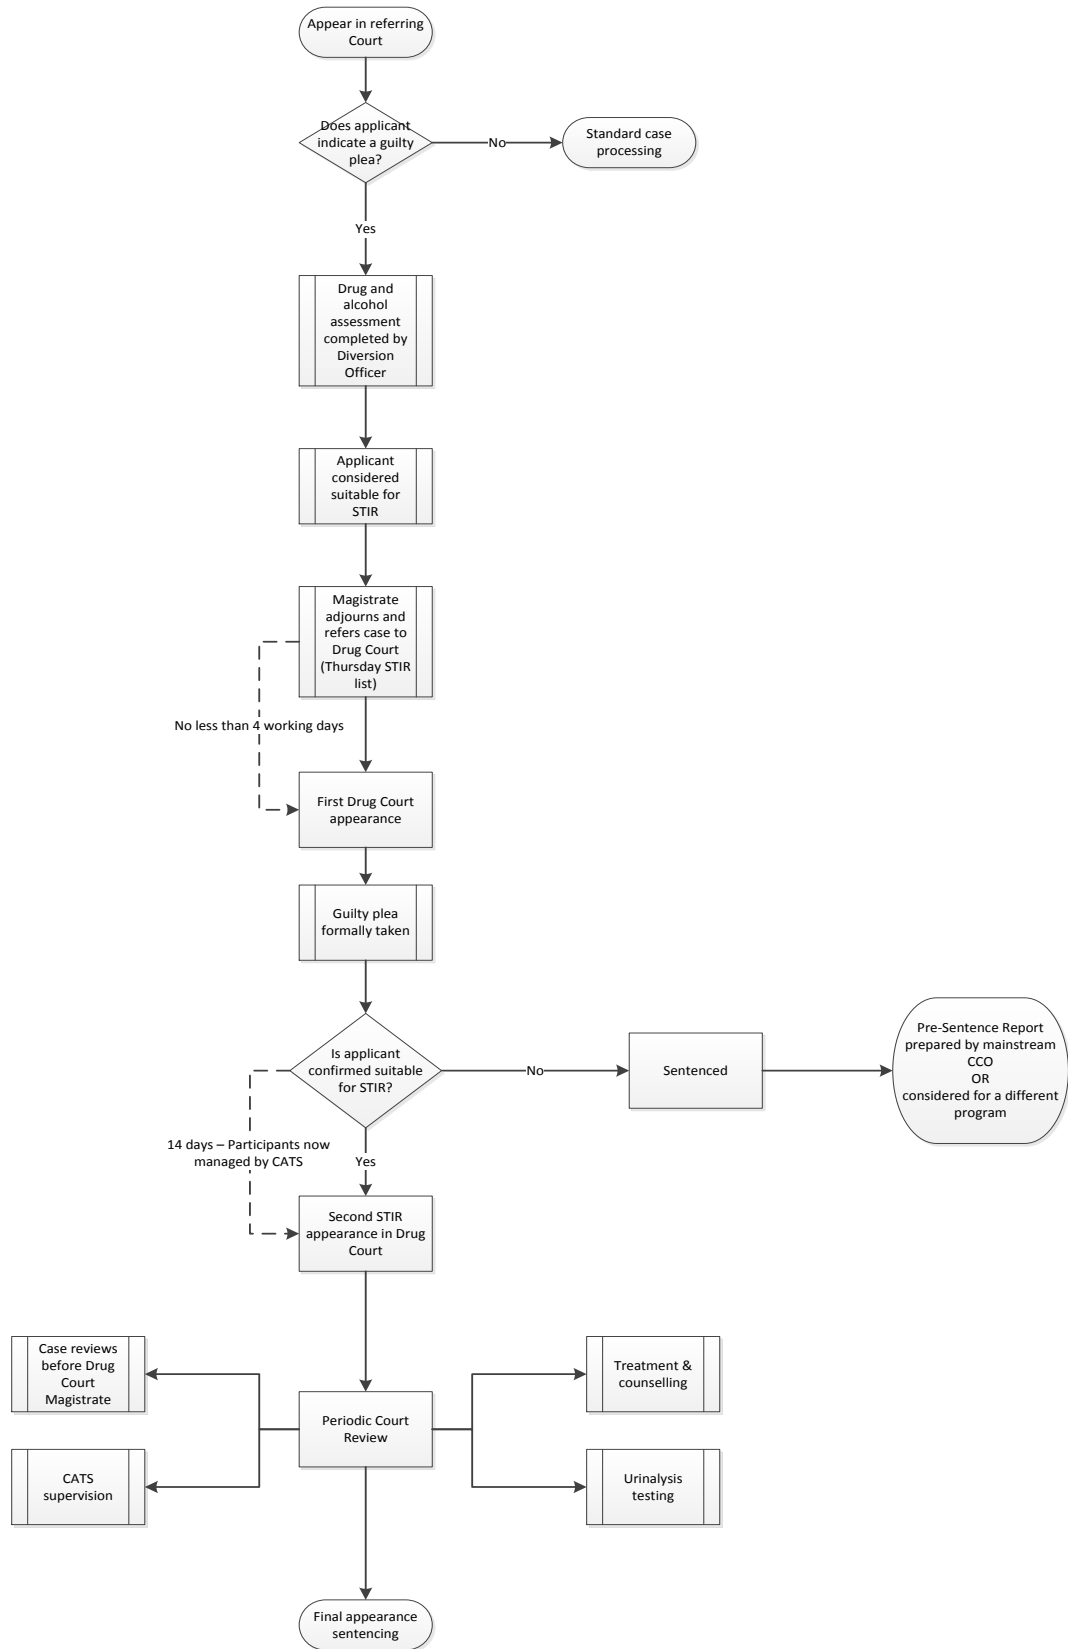 Appear in referring
Court
Does applicant
indicate a guilty
plea?
No
Standard case
processing
Yes
Drug and
alcohol
assessment
completed by
Diversion
Officer
Applicant
considered
suitable for
STIR
Magistrate
adjourns and
refers case to
Drug Court
(Thursday STIR
list)
No less than 4 working days
First Drug Court
appearance
Guilty plea
formally taken
Is applicant
confirmed suitable
for STIR?
No
Sentenced
Pre-Sentence Report
prepared by mainstream
CCO
OR
considered for a different
program
14 days – Participants now
managed by CATS
Yes
Second STIR
appearance in Drug
Court
Case reviews
before Drug
Court
Magistrate
Treatment &
counselling
Periodic Court
Review
CATS
supervision
Urinalysis
testing
Final appearance
sentencing